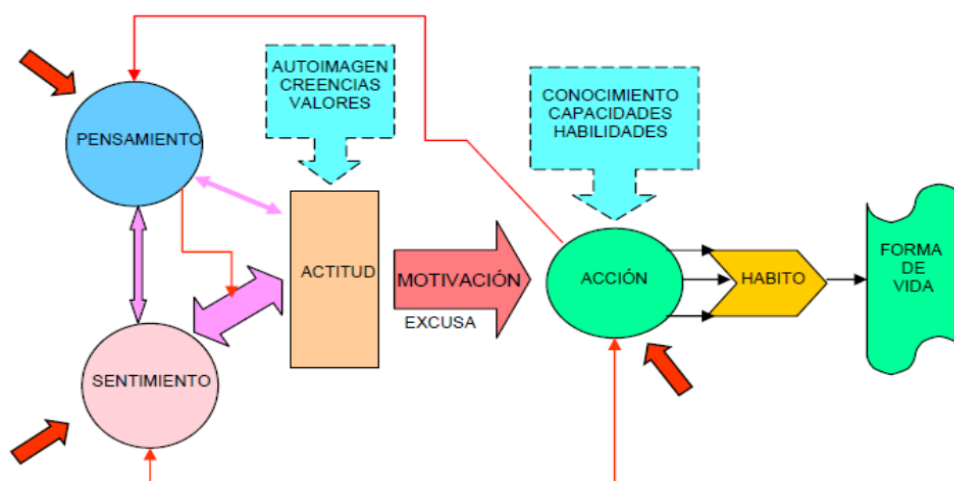 AUTOIMAGEN
CREENCIAS
VALORES
CONOCIMIENTO
CAPACIDADES
HABILIDADES
PENSAMIENTO
ACTITUD
MOTIVACIÓN
EXCUSA
ACCIÓN
HABITO
FORMA
DE
VIDA
SENTIMIENTO